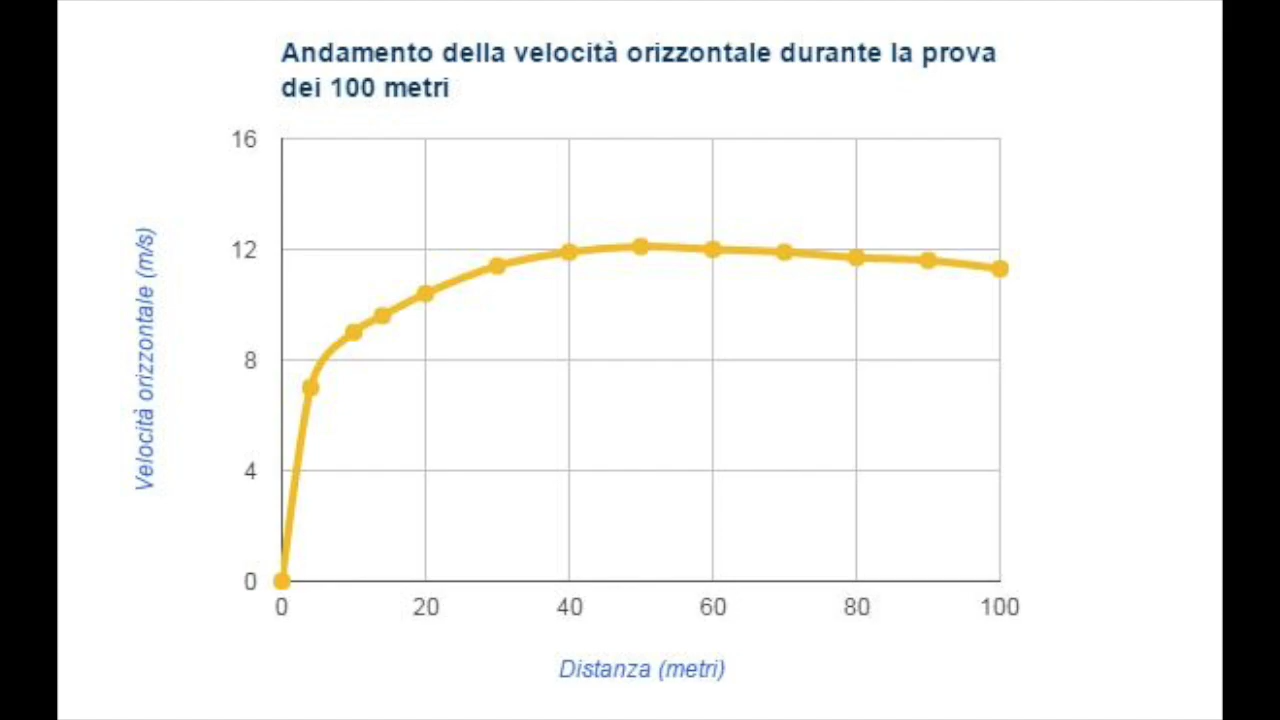 Andamento della velocità orizzontale durante la prova
dei 100 metri
16
12
8
4
0
Velocità orizzontale (m/s)
0 20 40 60 80 100
Distanza (metri)